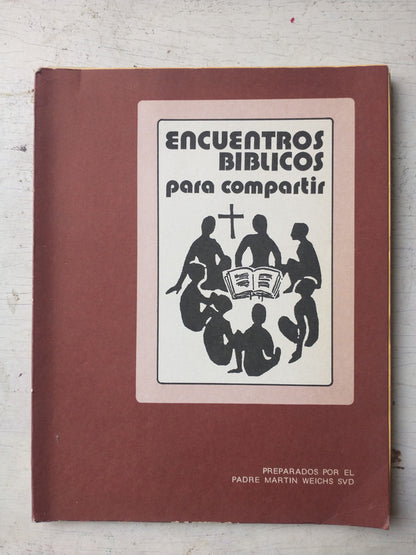 ENCUENTROS
BIBLICOS
para compartir
PREPARADOS POR EL
PADRE MARTIN WEICHS SVD